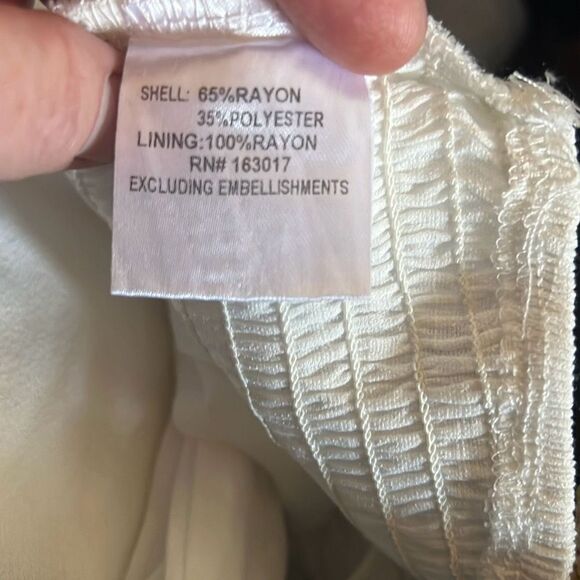 SHELL: 65%RAYON
35%POLYESTER
LINING:100%RAYON
RN# 163017
EXCLUDING EMBELLISHMENTS